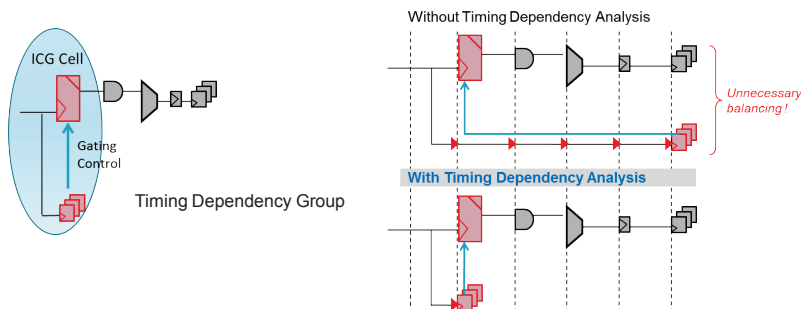 Without Timing Dependency Analysis
ICG Cell
Gating
Control
Timing Dependency Group
Unnecessary
balancing!
With Timing Dependency Analysis